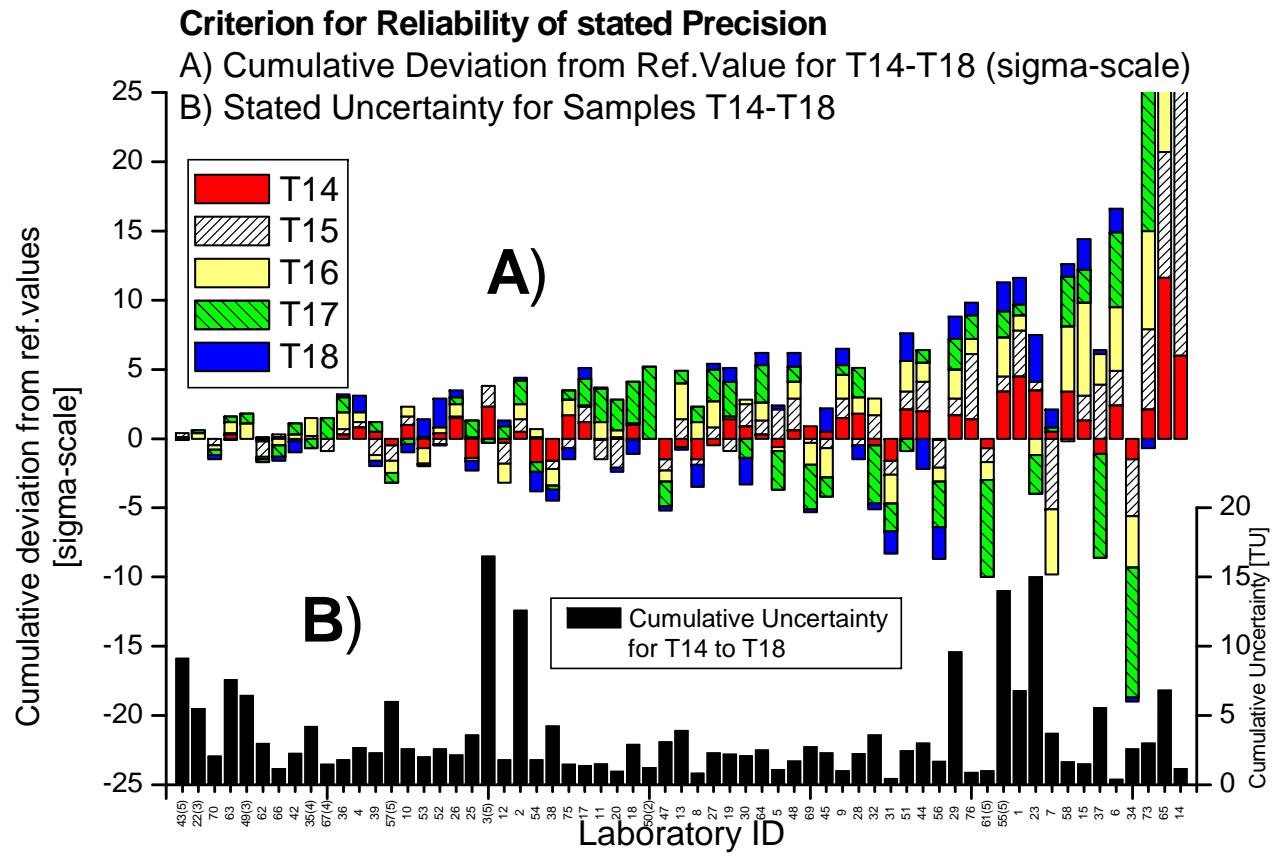 Criterion for Reliability of stated Precision
A) Cumulative Deviation from Ref.Value for T14-T18 (sigma-scale)
B) Stated Uncertainty for Samples T14-T18
25
20
15
10
5
0
-5
-10
-15
-20
-25
Cumulative deviation from ref.values
[sigma-scale]
T14
T15
T16
T17
T18
A)
B)
Cumulative Uncertainty
for T14 to T18
20
15
10
5
0
Cumulative Uncertainty [TU]
43(5) 22(3) 70 63 49(3) 62 66 42 35(4) 67(4) 36 4 39 57(5) 10 53 52 26 25 3(5) 12 2 54 38 75 17 11 20 18 50(2) 47 13 8 27 19 30 64 5 48 69 45 9 28 32 31 51 44 56 29 76 61(5) 55(5) 1 23 7 58 15 37 6 34 73 65 14
Laboratory ID